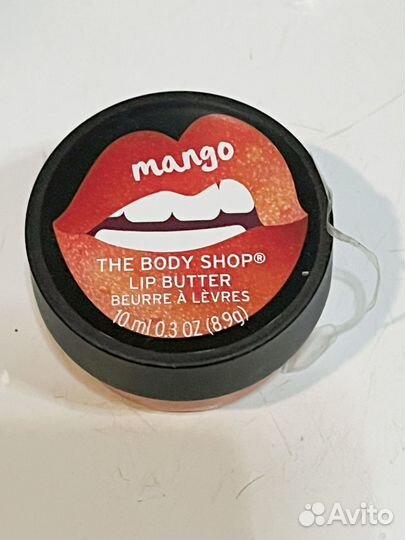 mango
THE BODY SHOP®
LIP BUTTER
BEURRE À LÈVRES
10 ml 0.3 OZ (8.9g)
Avito